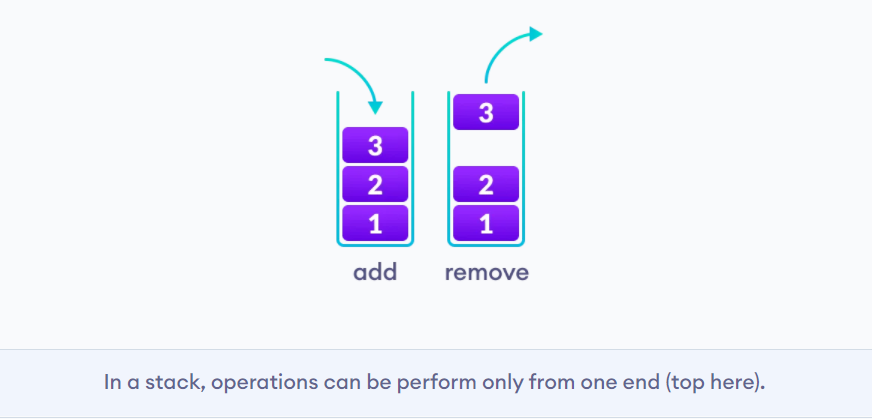 3
3
2
2
1
1
add
remove
In a stack, operations can be perform only from one end (top here).